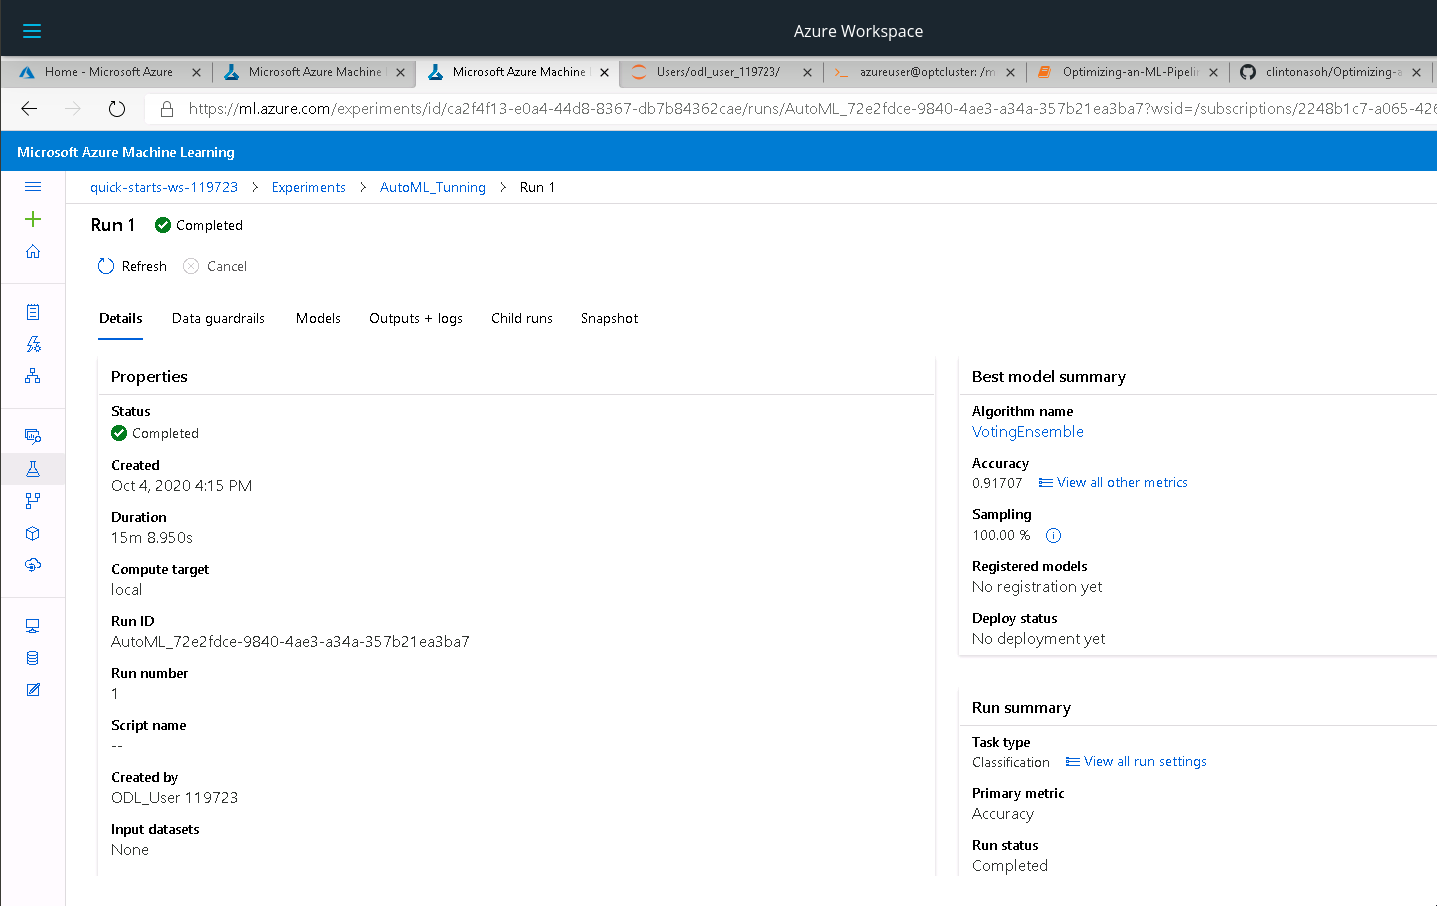 Azure Workspace
Home - Microsoft Azure
Microsoft Azure Machine
Microsoft Azure Machine
Users/odl_user_119723/
azureuser@optcluster: /m
Optimizing-an-ML-Pipelin
clintonasoh/Optimizing-a
https://ml.azure.com/experiments/id/ca2f4f13-e0a4-44d8-8367-db7b84362cae/runs/AutoML_72e2fdce-9840-4ae3-a34a-357b21ea3ba7?wsid=/subscriptions/2248b1c7-a065-426
Microsoft Azure Machine Learning
quick-starts-ws-119723 > Experiments > AutoML_Tunning > Run 1
Run 1 Completed
Refresh Cancel
Details Data guardrails Models Outputs + logs Child runs Snapshot
Properties
Status
Completed
Created
Oct 4, 2020 4:15 PM
Duration
15m 8.950s
Compute target
local
Run ID
AutoML_72e2fdce-9840-4ae3-a34a-357b21ea3ba7
Run number
1
Script name
--
Created by
ODL_User 119723
Input datasets
None
Best model summary
Algorithm name
VotingEnsemble
Accuracy
0.91707 View all other metrics
Sampling
100.00 %
Registered models
No registration yet
Deploy status
No deployment yet
Run summary
Task type
Classification View all run settings
Primary metric
Accuracy
Run status
Completed